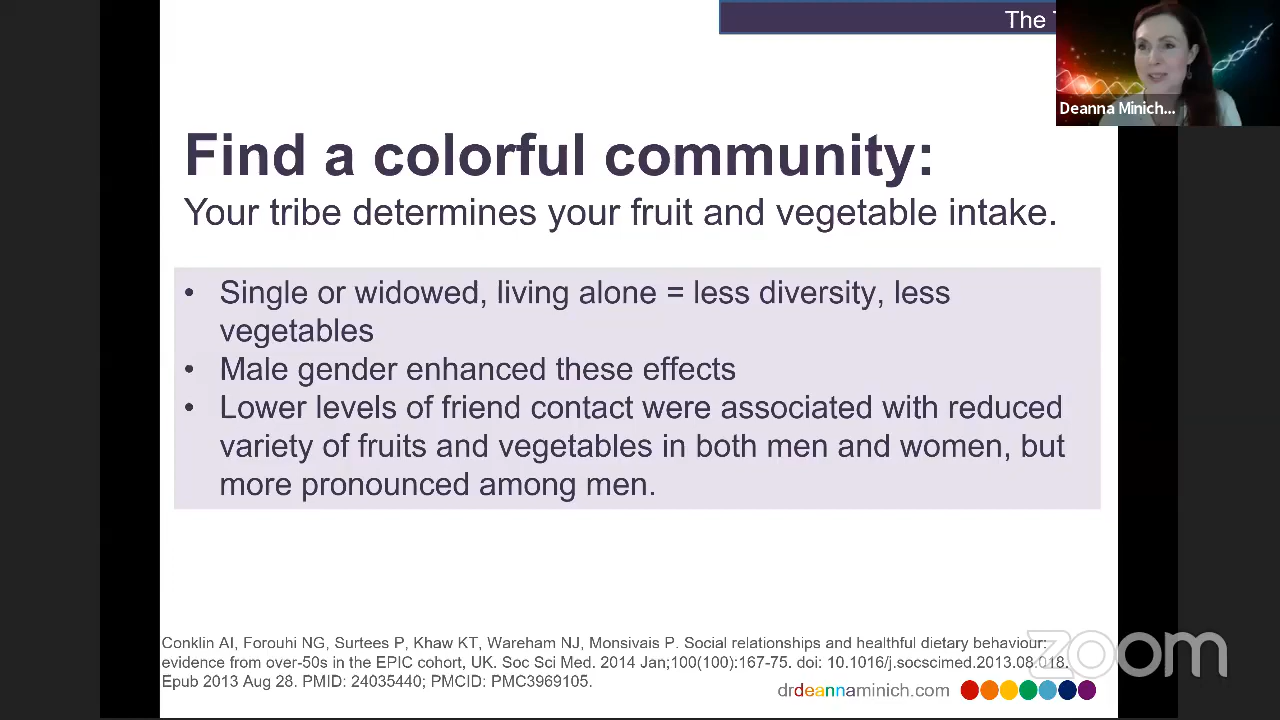 The
Deanna Minich...
Find a colorful community:
Your tribe determines your fruit and vegetable intake.
• Single or widowed, living alone = less diversity, less
vegetables
• Male gender enhanced these effects
• Lower levels of friend contact were associated with reduced
variety of fruits and vegetables in both men and women, but
more pronounced among men.
Conklin AI, Forouhi NG, Surtees P, Khaw KT, Wareham NJ, Monsivais P. Social relationships and healthful dietary behaviour:
evidence from over-50s in the EPIC cohort, UK. Soc Sci Med. 2014 Jan;100(100):167-75. doi: 10.1016/j.socscimed.2013.08.018.
Epub 2013 Aug 28. PMID: 24035440; PMCID: PMC3969105.
drdeannaminich.com
zoom